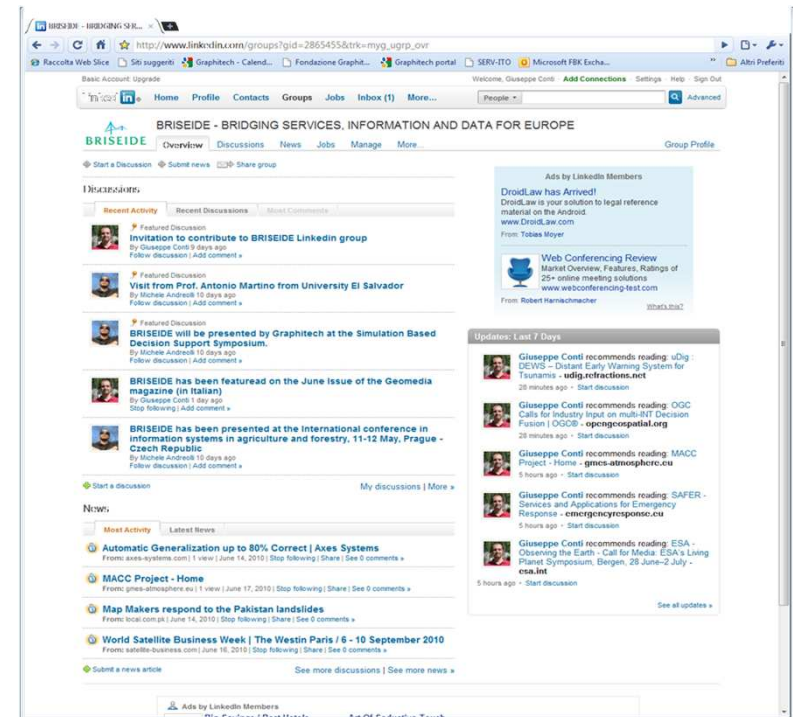 BRISEIDE - BRIDGING SER...
http://www.linkedin.com/groups?gid=2865455&trk=myg_ugrp_ovr
Raccolta Web Slice Siti suggeriti Graphitech - Calend... Fondazione Graphit... Graphitech portal SERV-ITO Microsoft FBK Excha... » Altri Preferiti
Basic Account: Upgrade Welcome, Giuseppe Conti · Add Connections · Settings · Help · Sign Out
in Home Profile Contacts Groups Jobs Inbox (1) More... People Advanced
BRISEIDE
BRISEIDE - BRIDGING SERVICES, INFORMATION AND DATA FOR EUROPE
Overview Discussions News Jobs Manage More... Group Profile
Start a Discussion Submit news Share group
Discussions
Recent Activity Recent Discussions Most Comments
Featured Discussion
Invitation to contribute to BRISEIDE Linkedin group
By Giuseppe Conti 9 days ago
Follow discussion | Add comment »
Featured Discussion
Visit from Prof. Antonio Martino from University El Salvador
By Michele Andreolli 10 days ago
Follow discussion | Add comment »
Featured Discussion
BRISEIDE will be presented by Graphitech at the Simulation Based
Decision Support Symposium.
By Michele Andreolli 10 days ago
Follow discussion | Add comment »
BRISEIDE has been featuread on the June Issue of the Geomedia
magazine (in Italian)
By Giuseppe Conti 1 day ago
Stop following | Add comment »
BRISEIDE has been presented at the International conference in
information systems in agriculture and forestry, 11-12 May, Prague -
Czech Republic
By Michele Andreolli 10 days ago
Follow discussion | Add comment »
Start a discussion My discussions | More »
News
Most Activity Latest News
Automatic Generalization up to 80% Correct | Axes Systems
From: axes-systems.com | 1 view | June 14, 2010 | Stop following | Share | See 0 comments »
MACC Project - Home
From: gmes-atmosphere.eu | 1 view | June 17, 2010 | Stop following | Share | See 0 comments »
Map Makers respond to the Pakistan landslides
From: local.com.pk | June 14, 2010 | Stop following | Share | See 0 comments »
World Satellite Business Week | The Westin Paris / 6 - 10 September 2010
From: satellite-business.com | June 16, 2010 | Stop following | Share | See 0 comments »
Submit a news article See more discussions | See more news »
Ads by LinkedIn Members
DroidLaw has Arrived!
DroidLaw is your solution to legal reference
material on the Android.
www.DroidLaw.com
From: Tobias Moyer
Web Conferencing Review
Market Overview, Features, Ratings of
25+ online meeting solutions
www.webconferencing-test.com
From: Robert Harnischmacher What's this?
Updates: Last 7 Days
Giuseppe Conti recommends reading: uDig :
DEWS – Distant Early Warning System for
Tsunamis - udig.refractions.net
28 minutes ago • Start discussion
Giuseppe Conti recommends reading: OGC
Calls for Industry Input on multi-INT Decision
Fusion | OGC® - opengeospatial.org
28 minutes ago • Start discussion
Giuseppe Conti recommends reading: MACC
Project - Home - gmes-atmosphere.eu
5 hours ago • Start discussion
Giuseppe Conti recommends reading: SAFER -
Services and Applications for Emergency
Response - emergencyresponse.eu
5 hours ago • Start discussion
Giuseppe Conti recommends reading: ESA -
Observing the Earth - Call for Media: ESA's Living
Planet Symposium, Bergen, 28 June–2 July -
esa.int
5 hours ago • Start discussion
See all updates »
Ads by LinkedIn Members